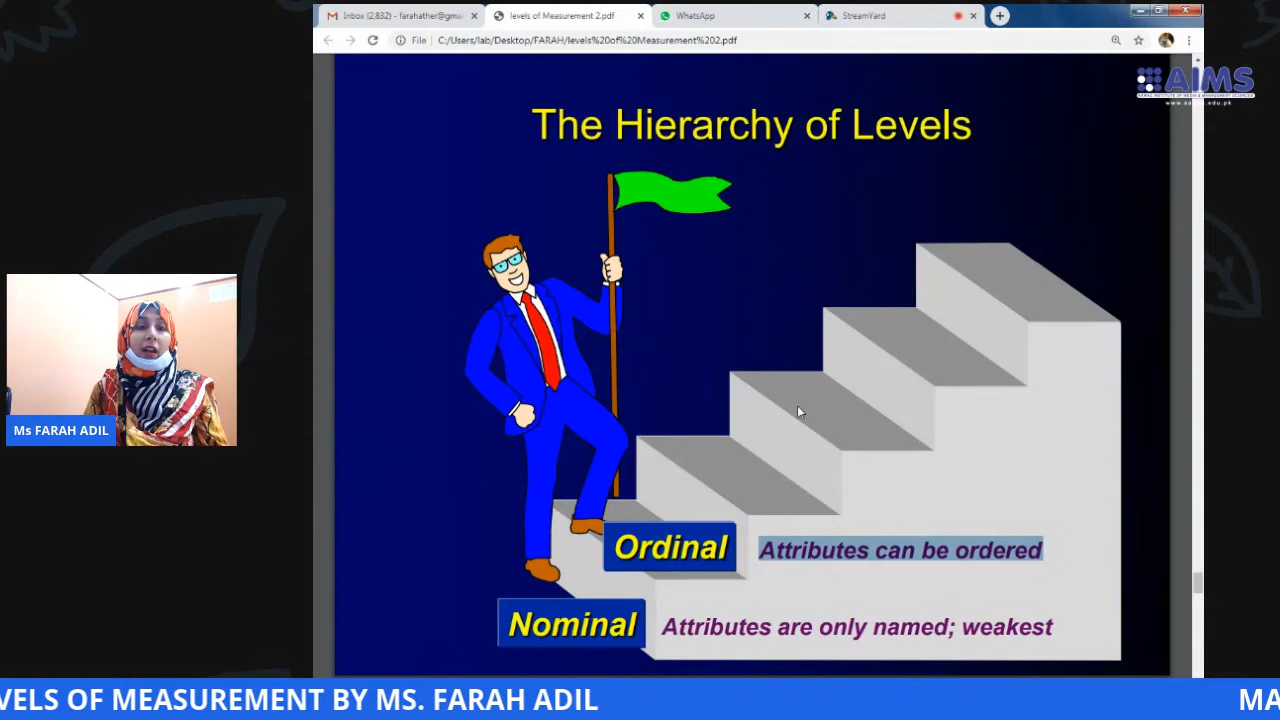 Inbox (2,832) - farahather@gma
levels of Measurement 2.pdf
WhatsApp
StreamYard
File
C:/Users/lab/Desktop/FARAH/levels%20of%20Measurement%202.pdf
AIMS
The Hierarchy of Levels
Ordinal
Attributes can be ordered
Nominal
Attributes are only named; weakest
Ms FARAH ADIL
VELS OF MEASUREMENT BY MS. FARAH ADIL
MA